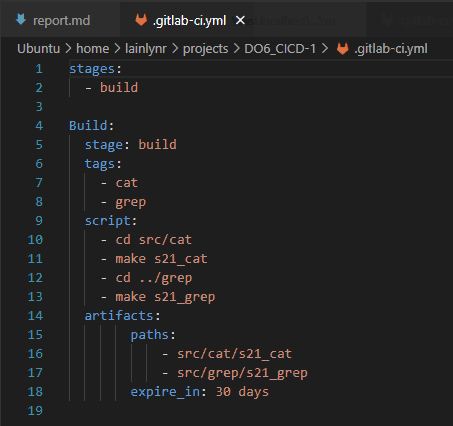 report.md .gitlab-ci.yml
Ubuntu > home > lainlynr > projects > DO6_CICD-1 > .gitlab-ci.yml
1 stages:
2   - build
3
4 Build:
5   stage: build
6   tags:
7     - cat
8     - grep
9   script:
10     - cd src/cat
11     - make s21_cat
12     - cd ../grep
13     - make s21_grep
14   artifacts:
15         paths:
16             - src/cat/s21_cat
17             - src/grep/s21_grep
18         expire_in: 30 days
19